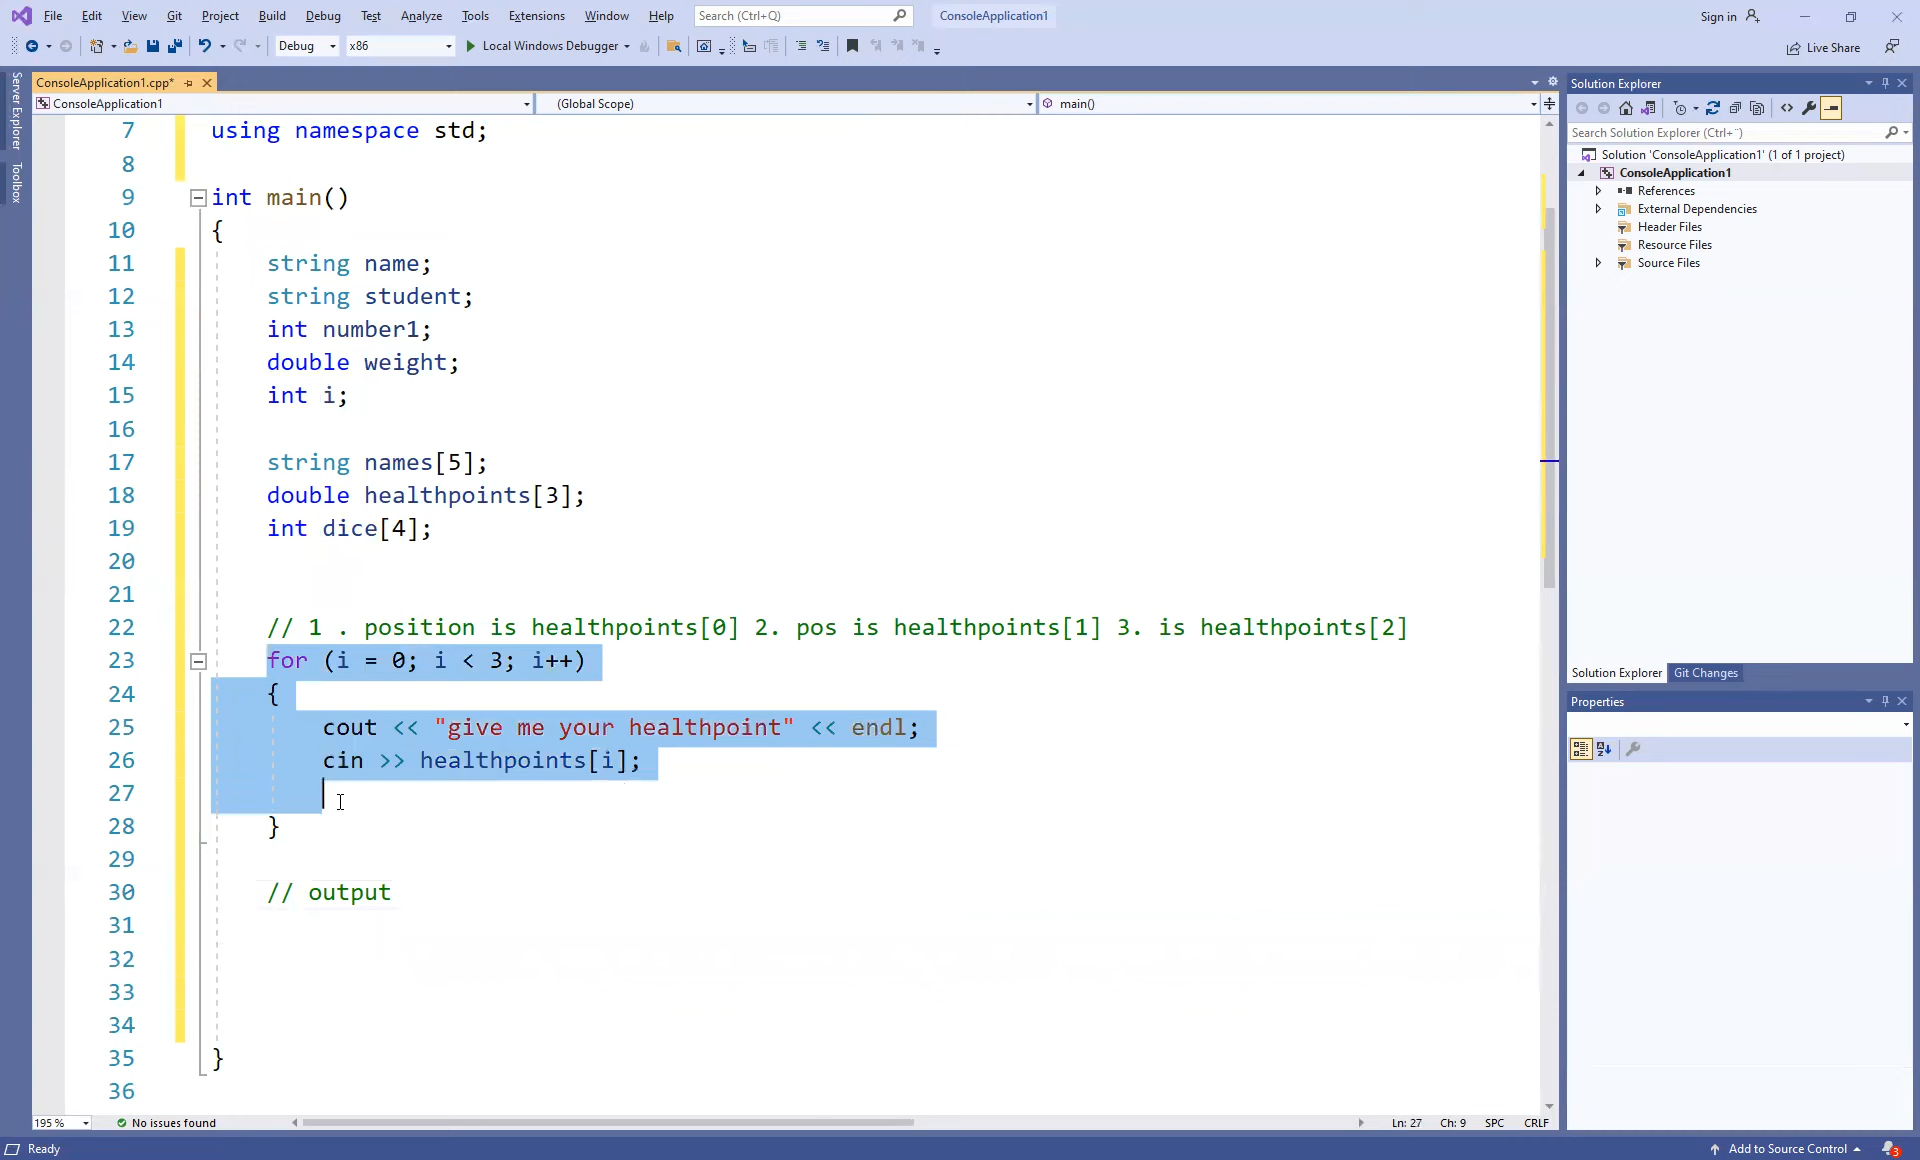 File Edit View Git Project Build Debug Test Analyze Tools Extensions Window Help Search (Ctrl+Q) ConsoleApplication1 Sign in
Debug x86 Local Windows Debugger Live Share
Server Explorer
Toolbox
ConsoleApplication1.cpp*
ConsoleApplication1 (Global Scope) main()
7 using namespace std;
8
9 int main()
10 {
11 string name;
12 string student;
13 int number1;
14 double weight;
15 int i;
16
17 string names[5];
18 double healthpoints[3];
19 int dice[4];
20
21
22 // 1 . position is healthpoints[0] 2. pos is healthpoints[1] 3. is healthpoints[2]
23 for (i = 0; i < 3; i++)
24 {
25 cout << "give me your healthpoint" << endl;
26 cin >> healthpoints[i];
27
28 }
29
30 // output
31
32
33
34
35 }
36
195 % No issues found Ln: 27 Ch: 9 SPC CRLF
Solution Explorer
Search Solution Explorer (Ctrl+¨)
Solution 'ConsoleApplication1' (1 of 1 project)
ConsoleApplication1
References
External Dependencies
Header Files
Resource Files
Source Files
Solution Explorer Git Changes
Properties
Ready Add to Source Control 3